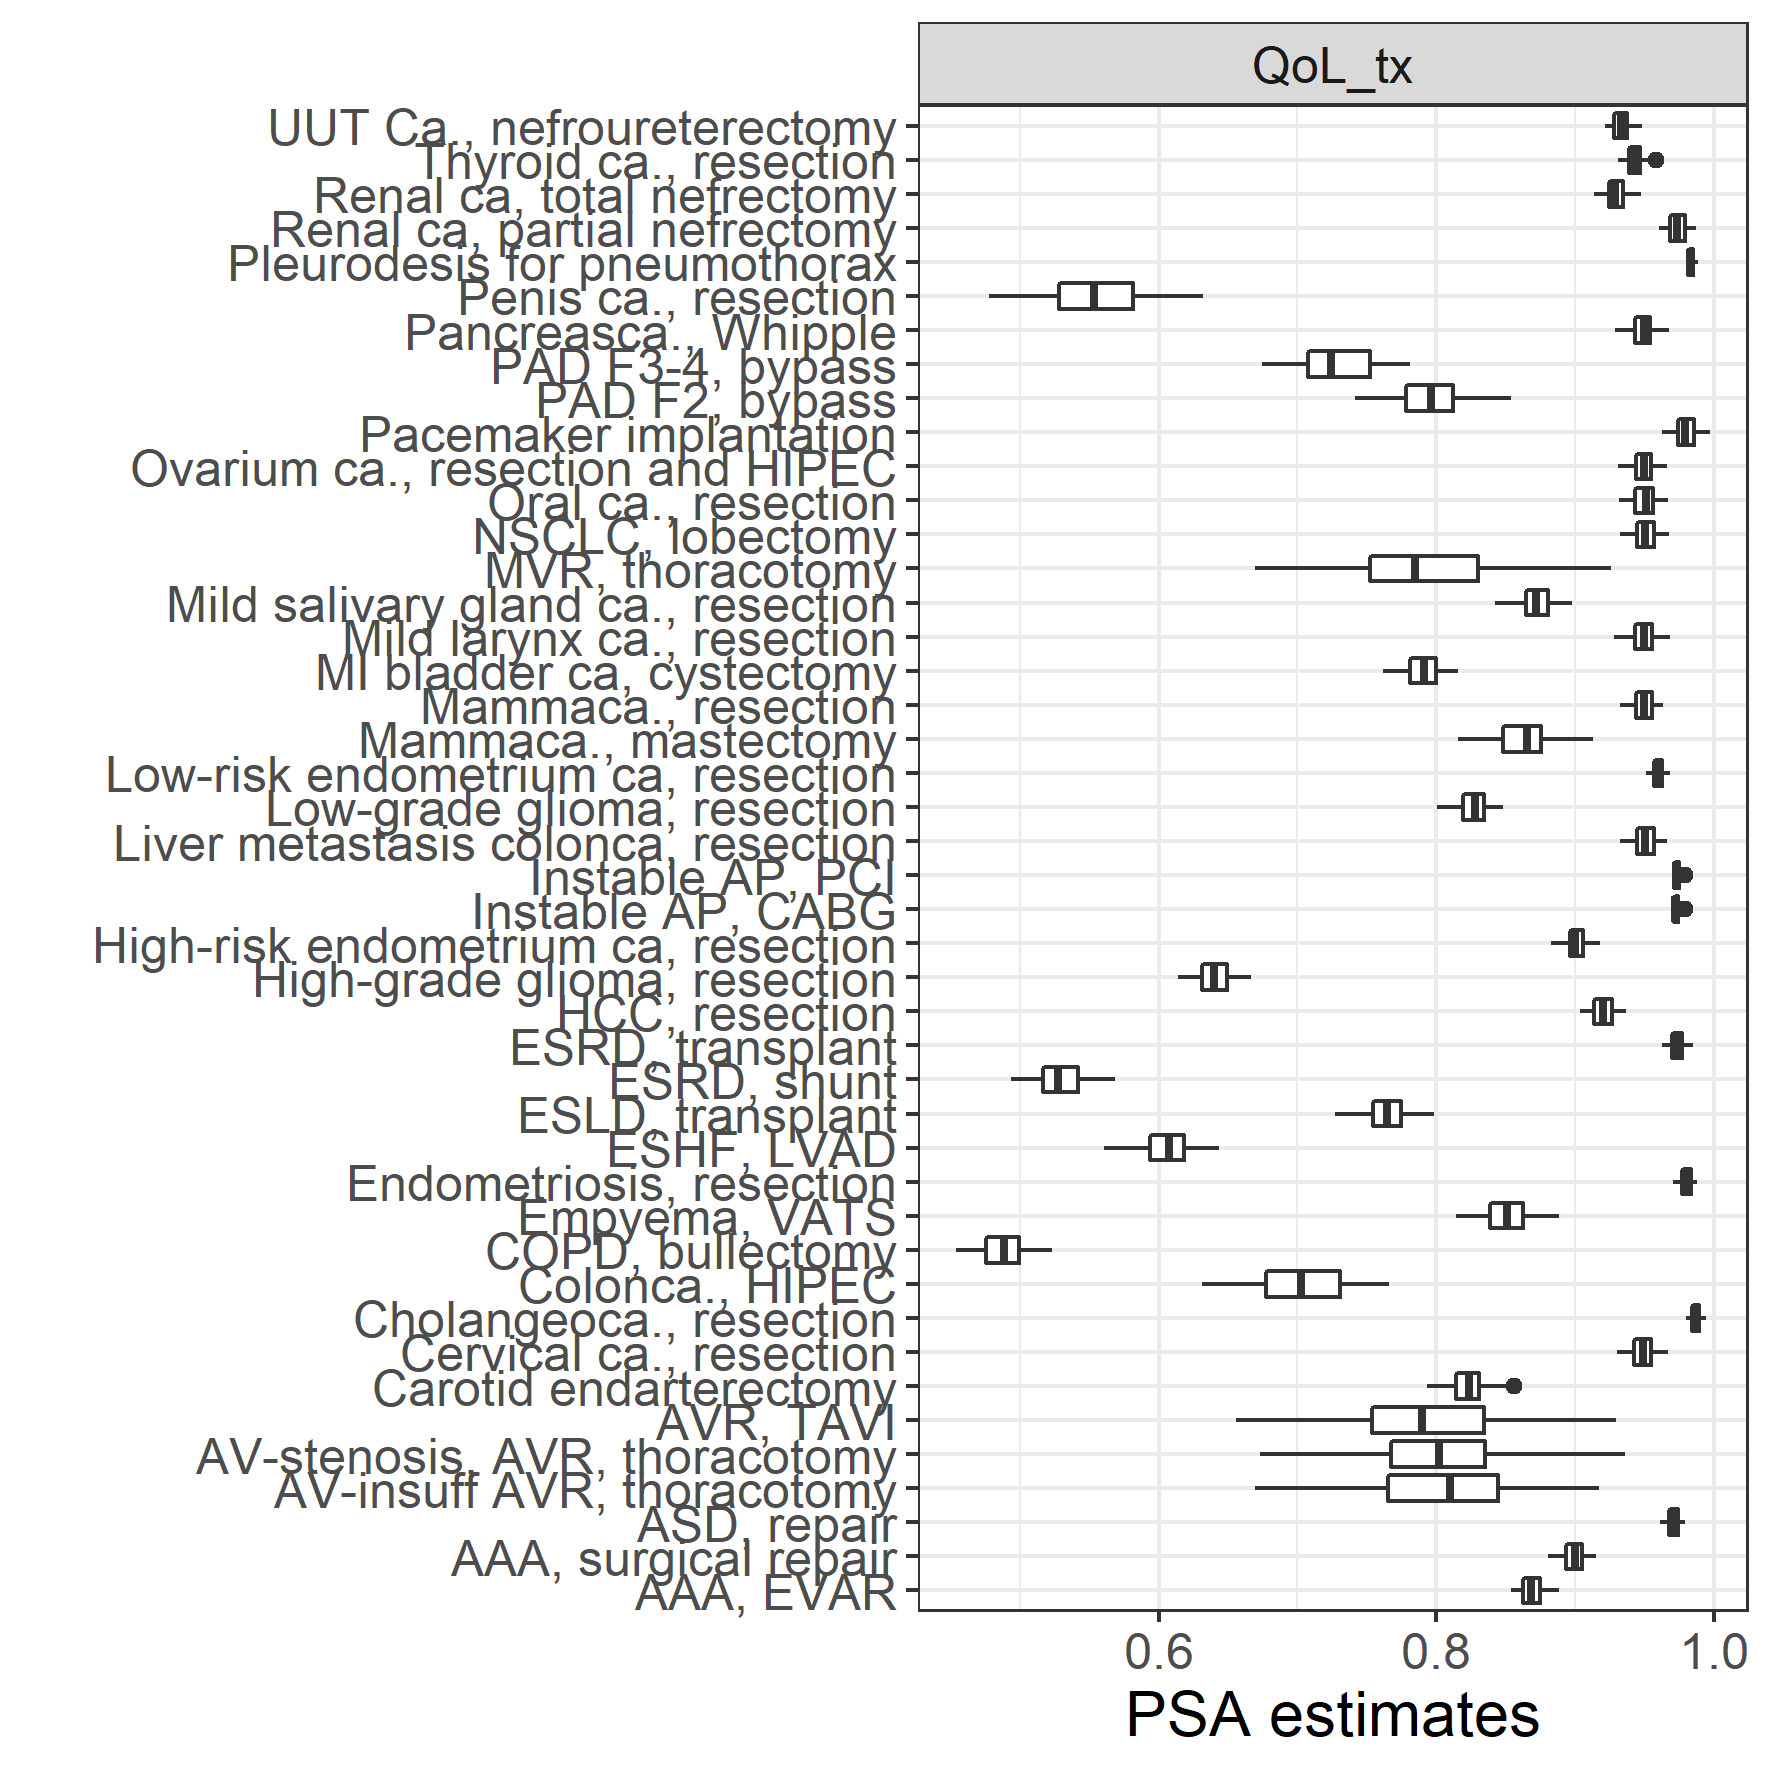 QoL_tx
UUT Ca., nefroureterectomy
Thyroid ca., resection
Renal ca, total nefrectomy
Renal ca, partial nefrectomy
Pleurodesis for pneumothorax
Penis ca., resection
Pancreasca., Whipple
PAD F3-4, bypass
PAD F2, bypass
Pacemaker implantation
Ovarium ca., resection and HIPEC
Oral ca., resection
NSCLC, lobectomy
MVR, thoracotomy
Mild salivary gland ca., resection
Mild larynx ca., resection
MI bladder ca, cystectomy
Mammaca., resection
Mammaca., mastectomy
Low-risk endometrium ca, resection
Low-grade glioma, resection
Liver metastasis colonca, resection
Instable AP, PCI
Instable AP, CABG
High-risk endometrium ca, resection
High-grade glioma, resection
HCC, resection
ESRD, transplant
ESRD, shunt
ESLD, transplant
ESHF, LVAD
Endometriosis, resection
Empyema, VATS
COPD, bullectomy
Colonca., HIPEC
Cholangeoca., resection
Cervical ca., resection
Carotid endarterectomy
AVR, TAVI
AV-stenosis, AVR, thoracotomy
AV-insuff AVR, thoracotomy
ASD, repair
AAA, surgical repair
AAA, EVAR
0.6 0.8 1.0
PSA estimates